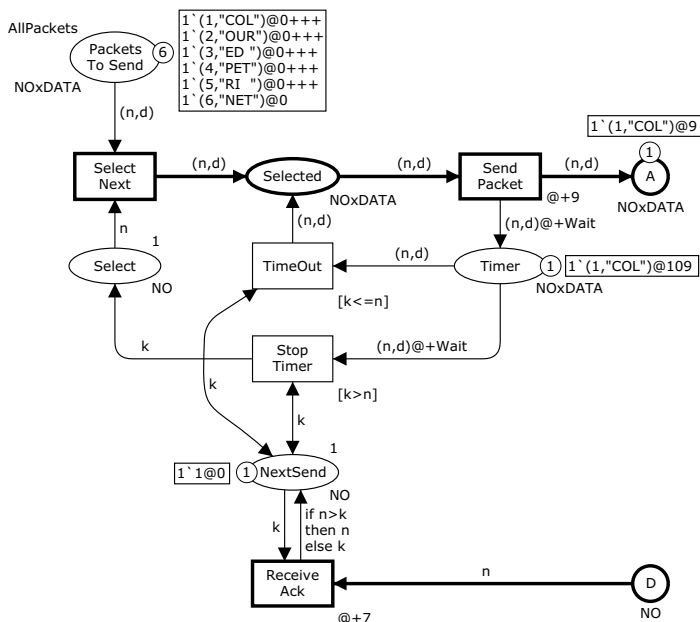 AllPackets
Packets
To Send
6
1`(1,"COL")@0+++
1`(2,"OUR")@0+++
1`(3,"ED ")@0+++
1`(4,"PET")@0+++
1`(5,"RI  ")@0+++
1`(6,"NET")@0
NOxDATA
(n,d)
1`(1,"COL")@9
1
Select
Next
(n,d)
Selected
NOxDATA
(n,d)
Send
Packet
@+9
(n,d)
A
NOxDATA
n
(n,d)
(n,d)@+Wait
1
Select
NO
TimeOut
[k<=n]
(n,d)
Timer
1
1`(1,"COL")@109
NOxDATA
k
Stop
Timer
[k>n]
(n,d)@+Wait
k
k
1
1`1@0
1
NextSend
NO
k
if n>k
then n
else k
Receive
Ack
@+7
n
D
NO